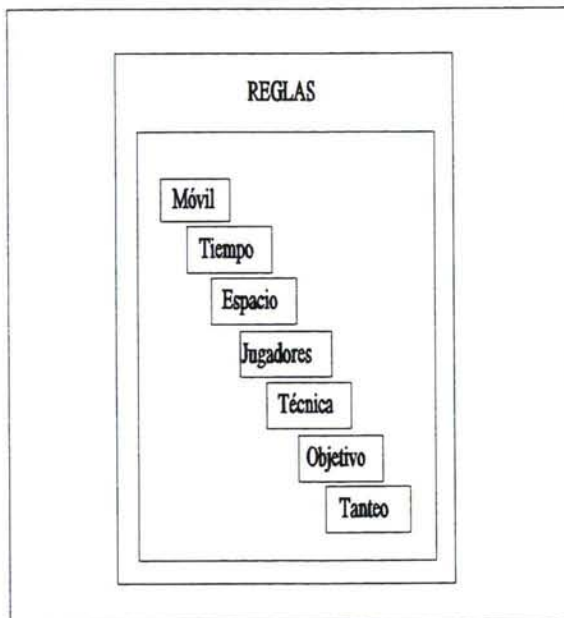 REGLAS
Móvil
Tiempo
Espacio
Jugadores
Técnica
Objetivo
Tanteo